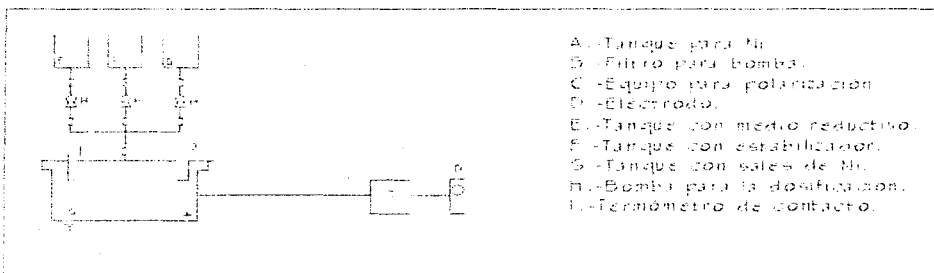 A.-Tanque para Ni
B.-Filtro para bomba.
C.-Equipo para polarización
D.-Electrodo.
E.-Tanque con medio reductivo.
F.-Tanque con estabilizador.
G.-Tanque con sales de Ni.
H.-Bomba para la dosificación.
I.-Termómetro de contacto.